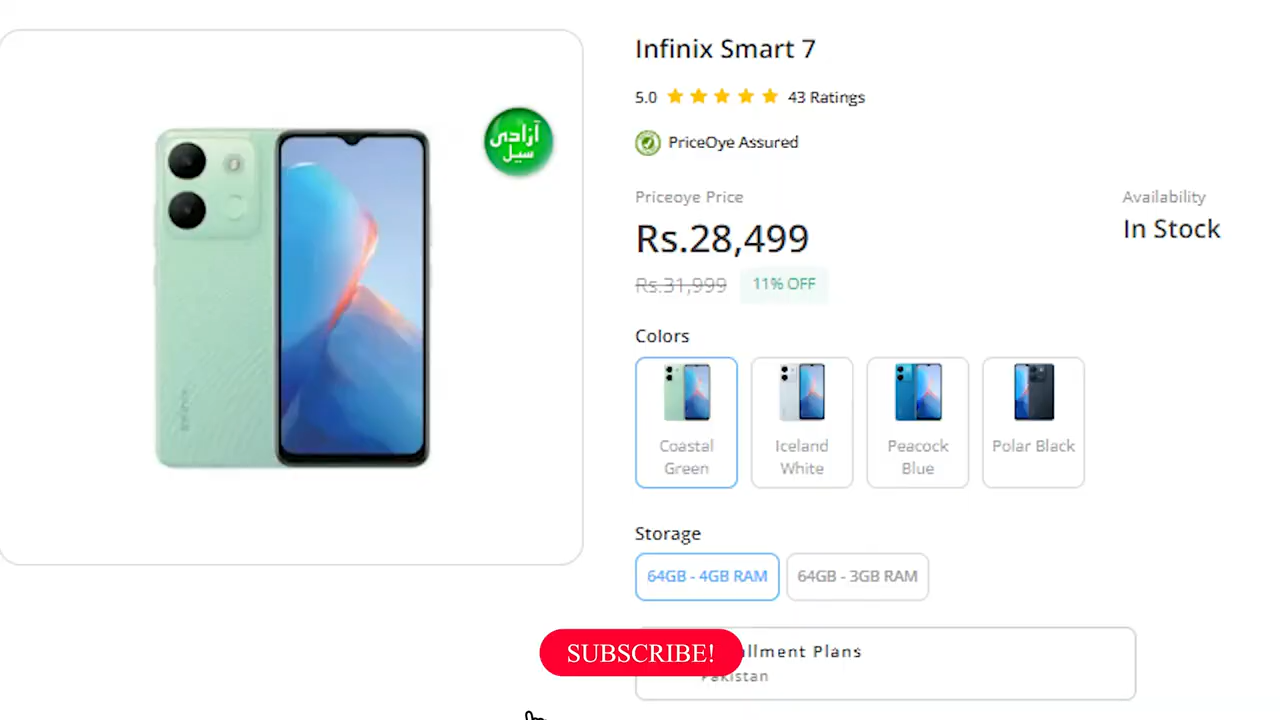 Infinix Smart 7
5.0 43 Ratings
PriceOye Assured
آزادی
سیل
Priceoye Price
Availability
Rs.28,499
In Stock
Rs.31,999 11% OFF
Colors
Coastal Green
Iceland White
Peacock Blue
Polar Black
Storage
64GB - 4GB RAM 64GB - 3GB RAM
SUBSCRIBE!
Plans
Pakistan